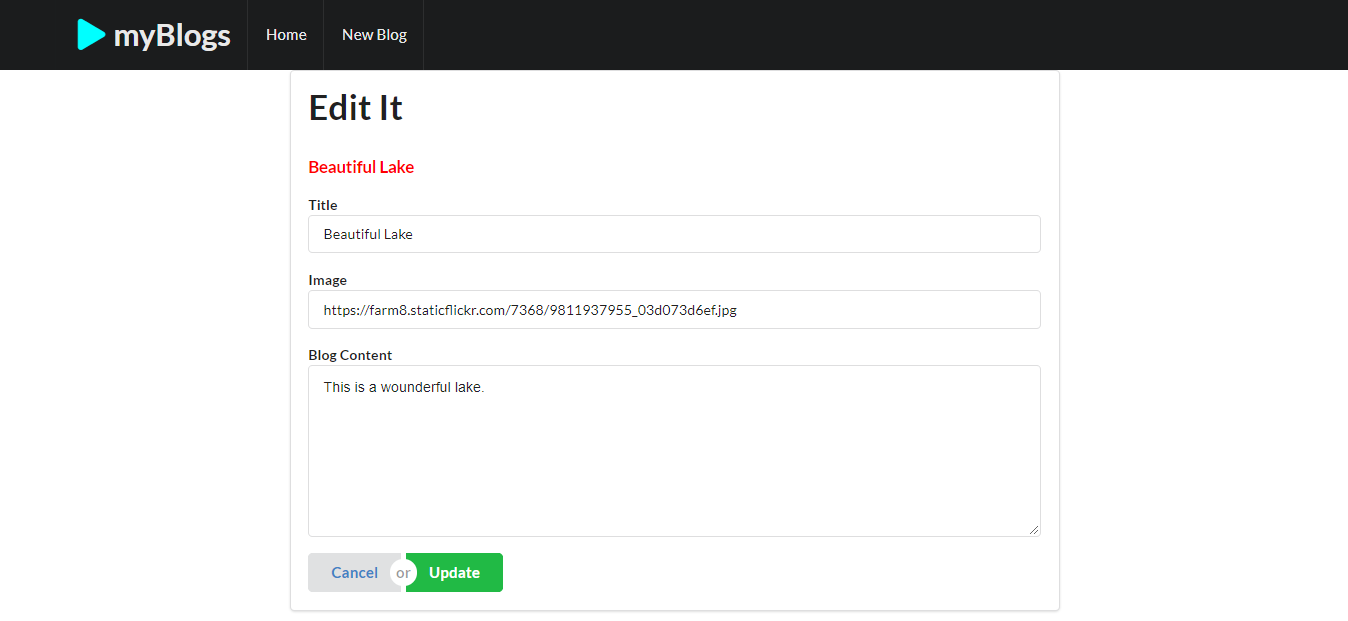 myBlogs
Home
New Blog
Edit It
Beautiful Lake
Title
Beautiful Lake
Image
https://farm8.staticflickr.com/7368/9811937955_03d073d6ef.jpg
Blog Content
This is a wounderful lake.
Cancel or Update